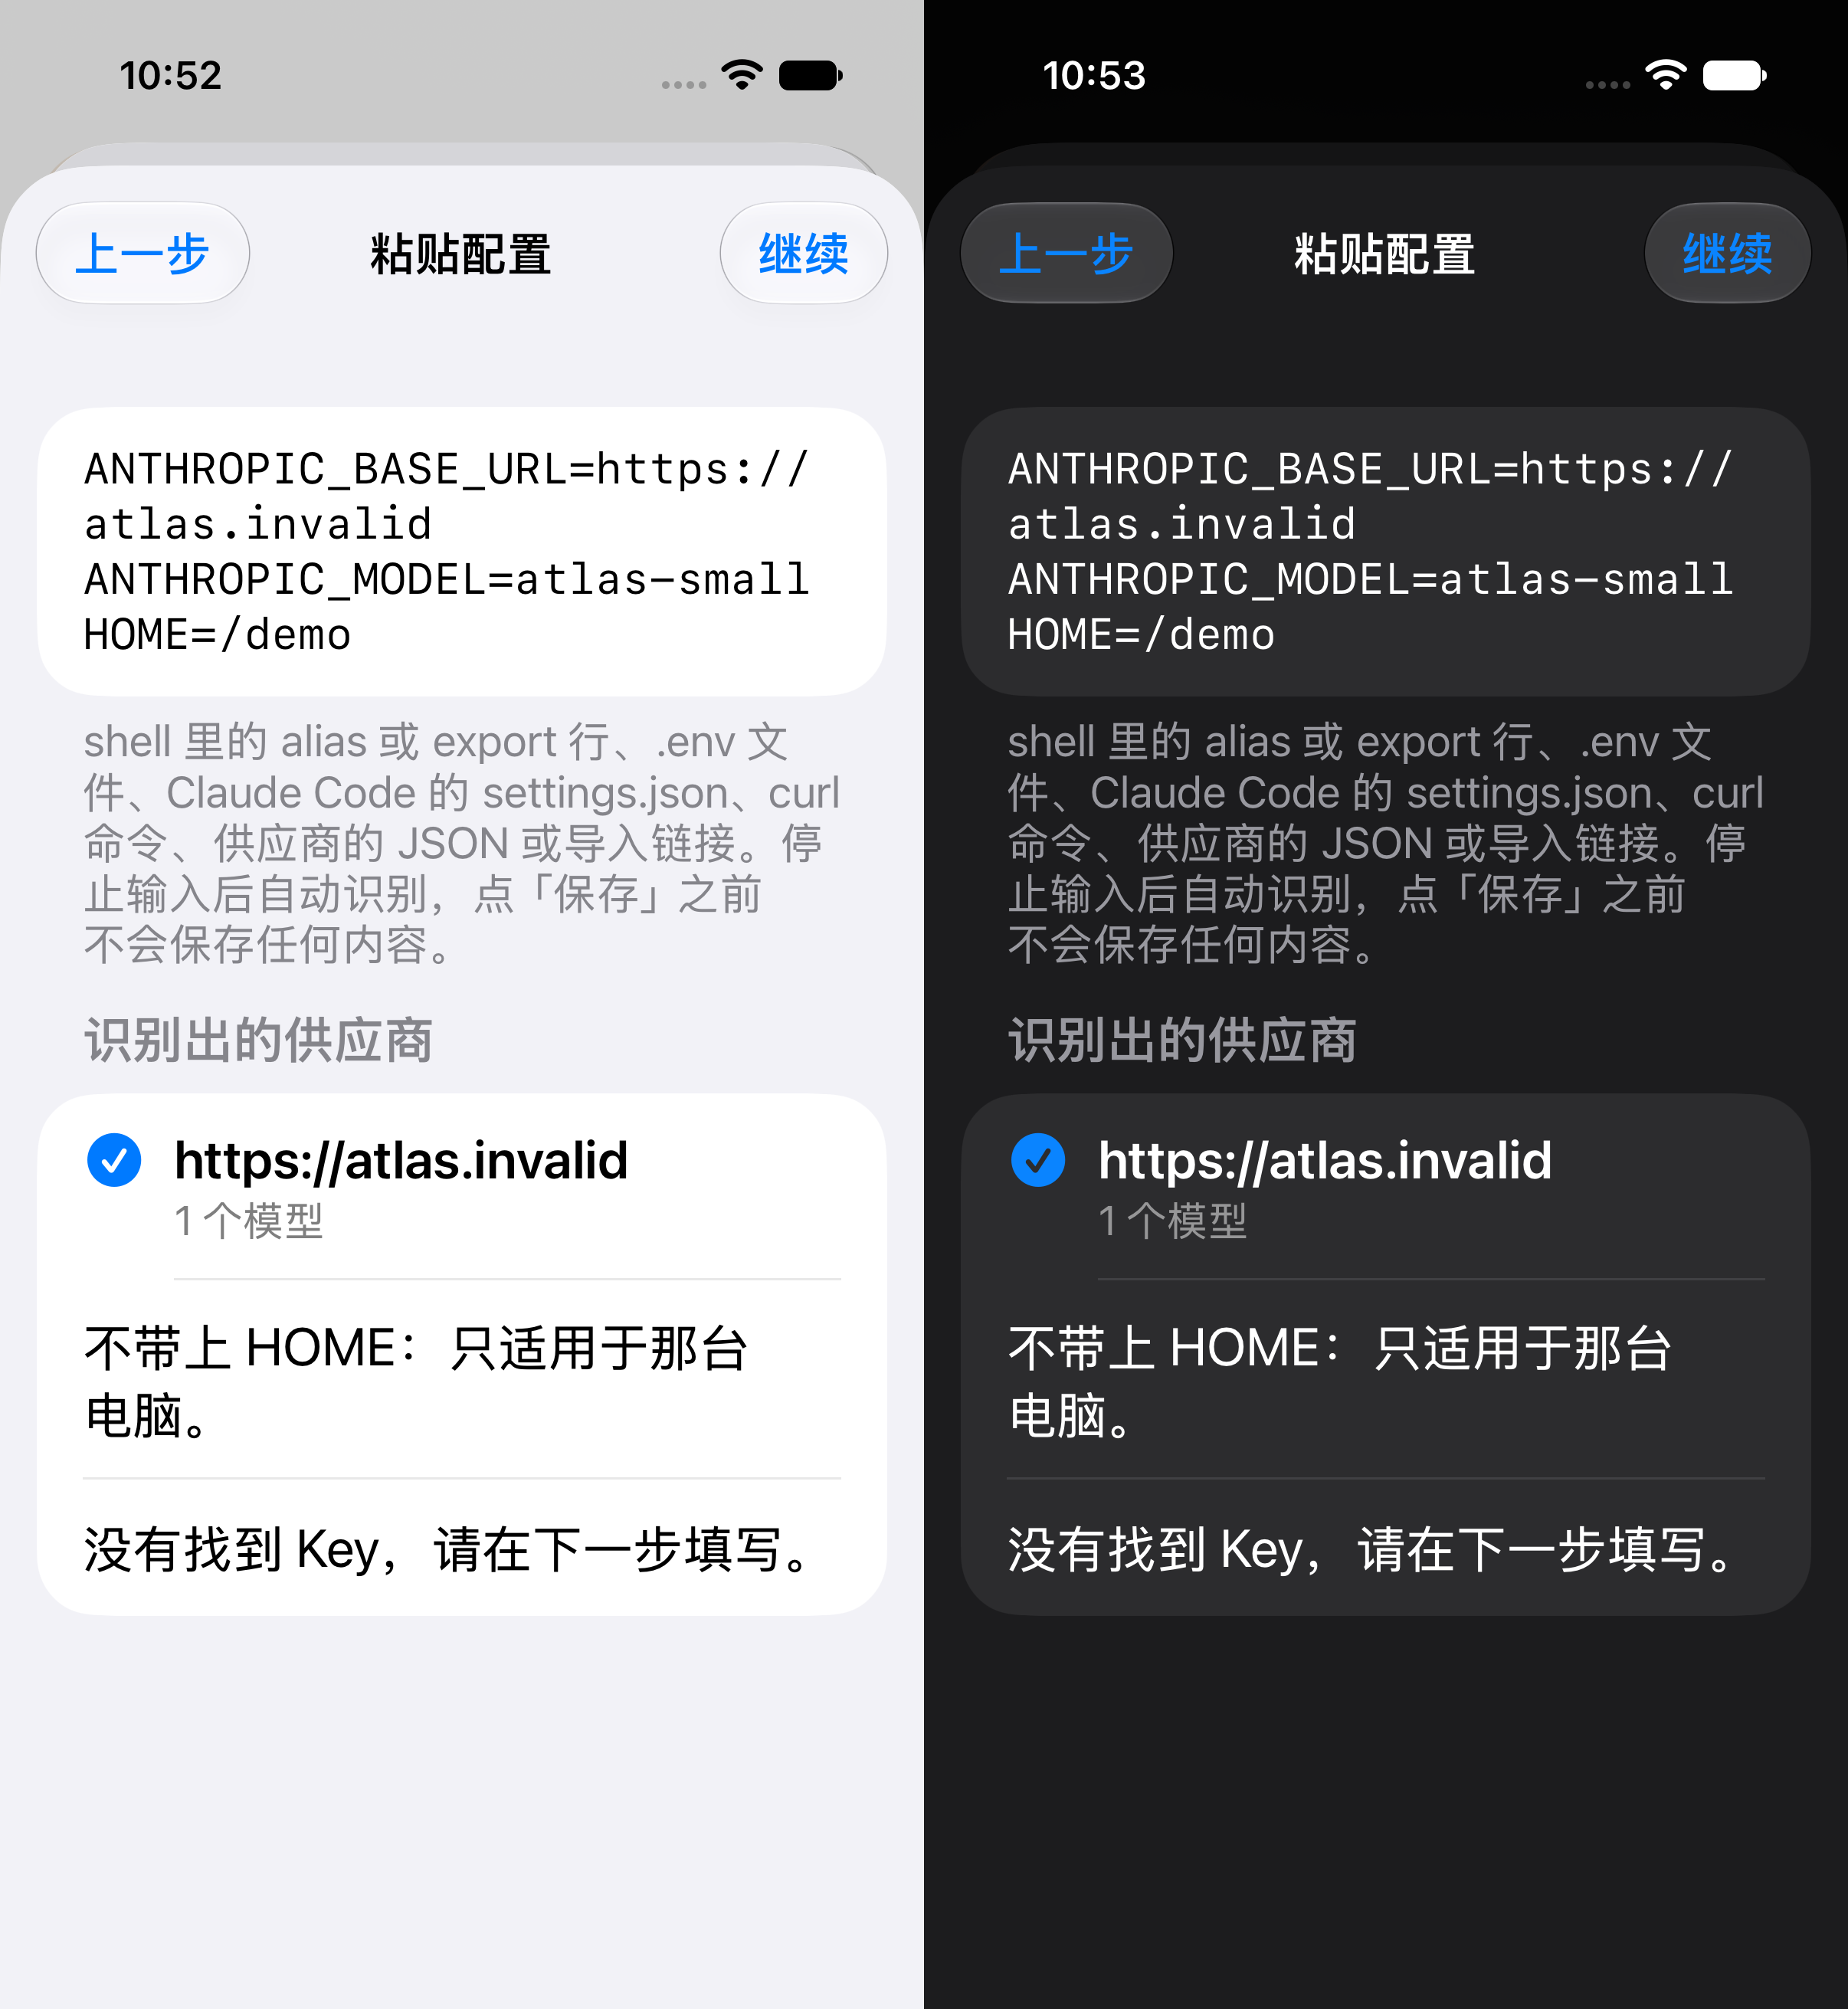 10:52
上一步
粘贴配置
继续
ANTHROPIC_BASE_URL=https://
atlas.invalid
ANTHROPIC_MODEL=atlas-small
HOME=/demo
shell 里的 alias 或 export 行、.env 文
件、Claude Code 的 settings.json、curl
命令、供应商的 JSON 或导入链接。停
止输入后自动识别，点「保存」之前
不会保存任何内容。
识别出的供应商
https://atlas.invalid
1 个模型
不带上 HOME：只适用于那台
电脑。
没有找到 Key，请在下一步填写。
10:53
上一步
粘贴配置
继续
ANTHROPIC_BASE_URL=https://
atlas.invalid
ANTHROPIC_MODEL=atlas-small
HOME=/demo
shell 里的 alias 或 export 行、.env 文
件、Claude Code 的 settings.json、curl
命令、供应商的 JSON 或导入链接。停
止输入后自动识别，点「保存」之前
不会保存任何内容。
识别出的供应商
https://atlas.invalid
1 个模型
不带上 HOME：只适用于那台
电脑。
没有找到 Key，请在下一步填写。